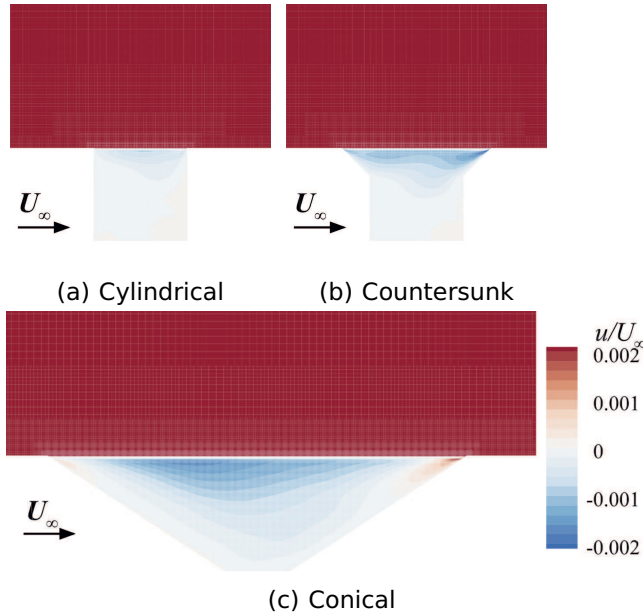 U∞
U∞
(a) Cylindrical
(b) Countersunk
u/U∞
0.002
0.001
0
-0.001
-0.002
U∞
(c) Conical